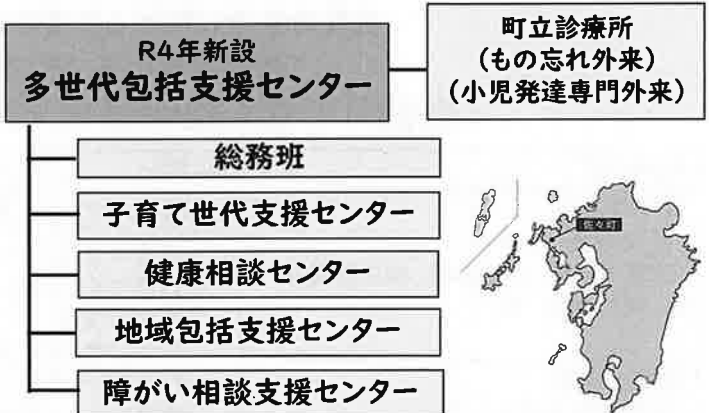 R4年新設
多世代包括支援センター
町立診療所
(もの忘れ外来)
(小児発達専門外来)
総務班
子育て世代支援センター
健康相談センター
地域包括支援センター
障がい相談支援センター
佐々町